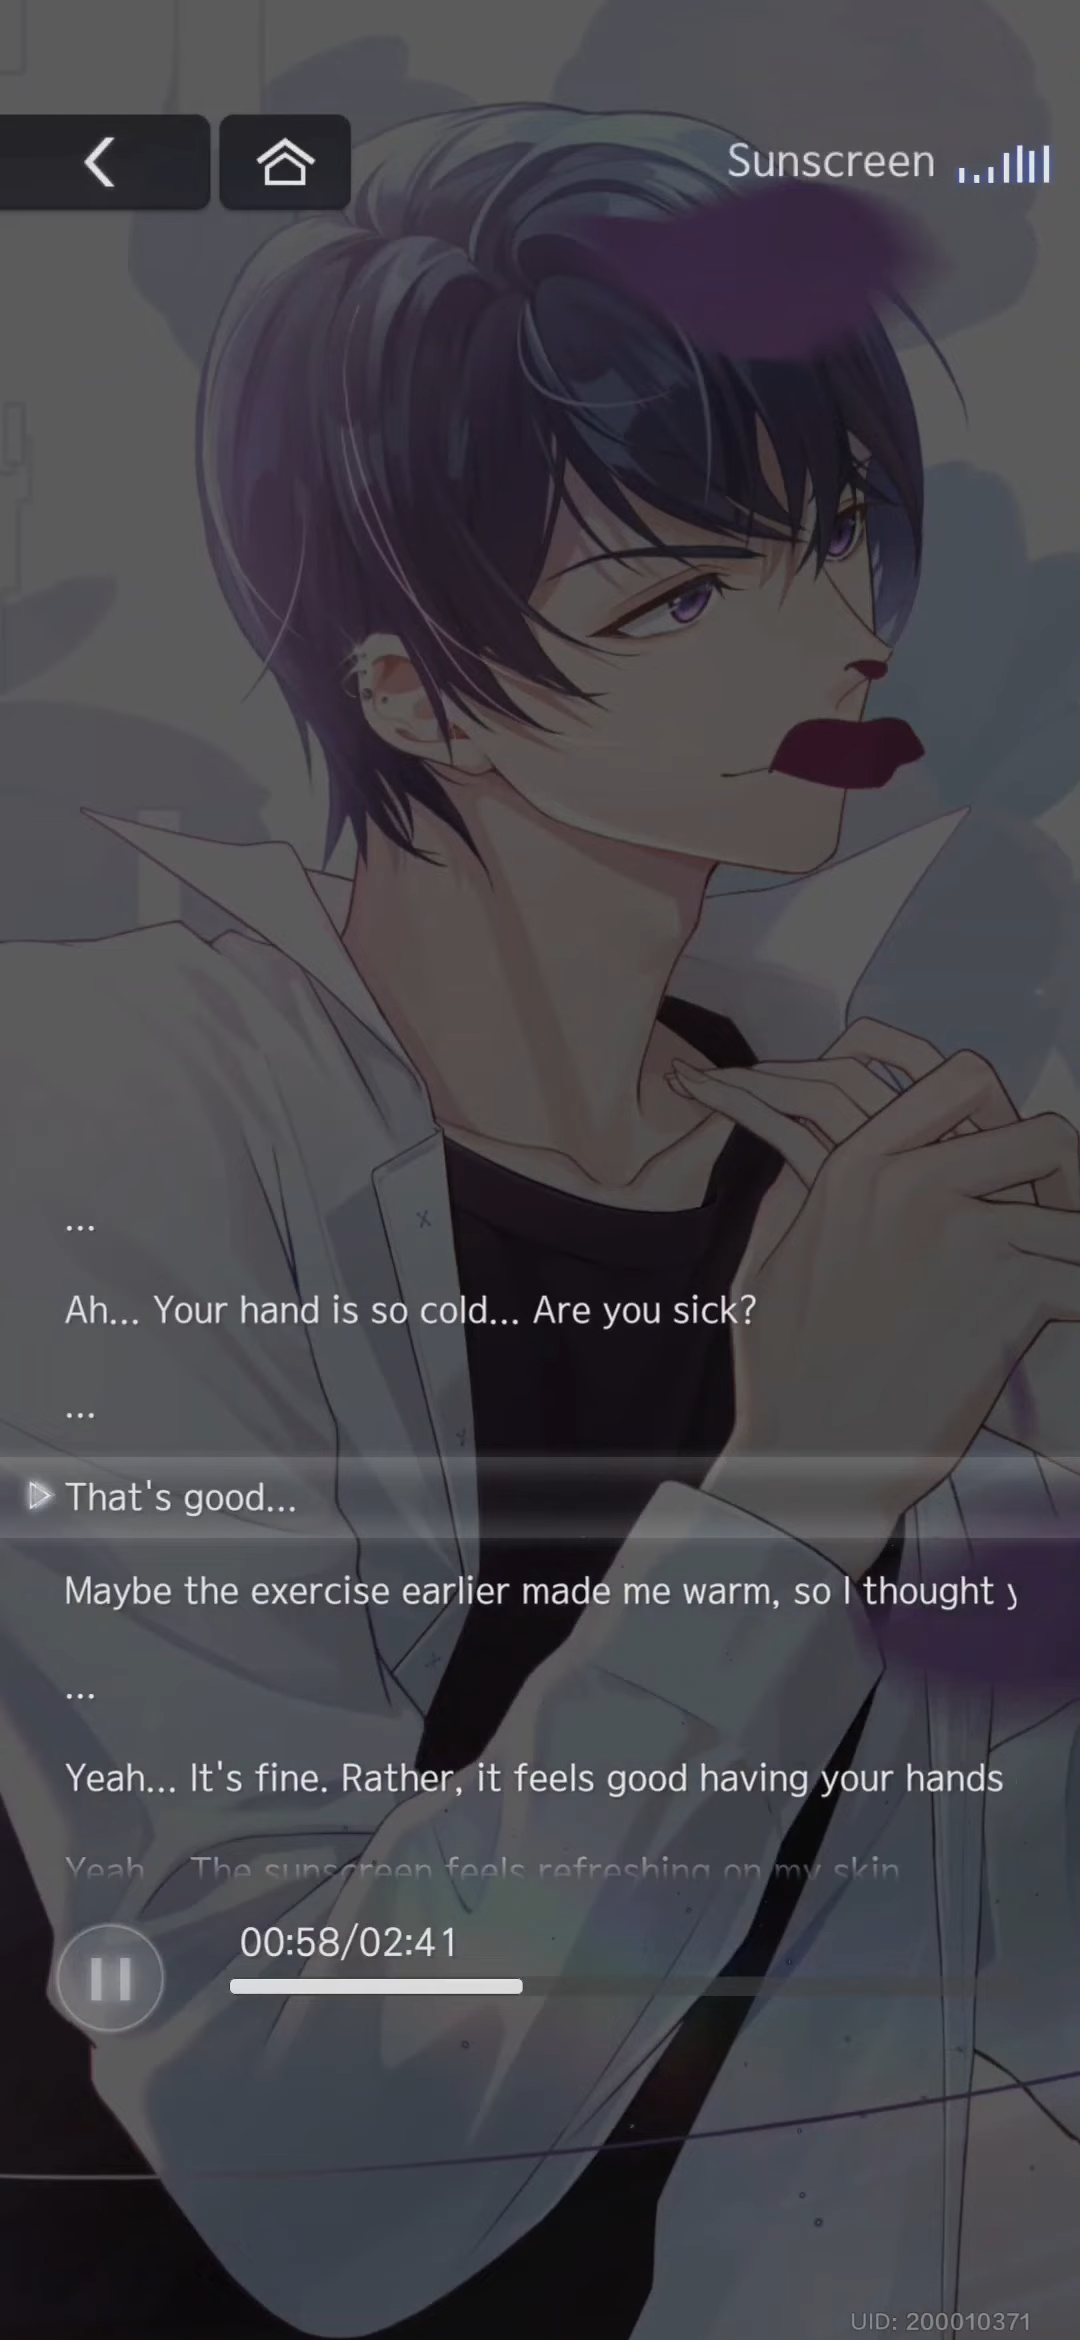 Sunscreen
...
Ah... Your hand is so cold... Are you sick?
...
That's good...
Maybe the exercise earlier made me warm, so I thought
...
Yeah... It's fine. Rather, it feels good having your hands
Yeah... The sunscreen feels refreshing on my skin
00:58/02:41
UID: 200010371